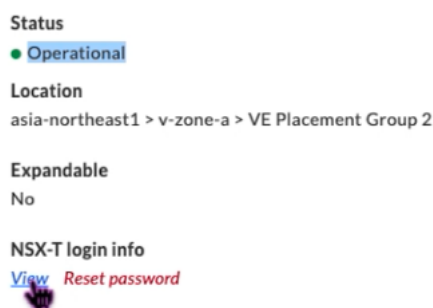 Status
Operational
Location
asia-northeast1 > v-zone-a > VE Placement Group 2
Expandable
No
NSX-T login info
View Reset password